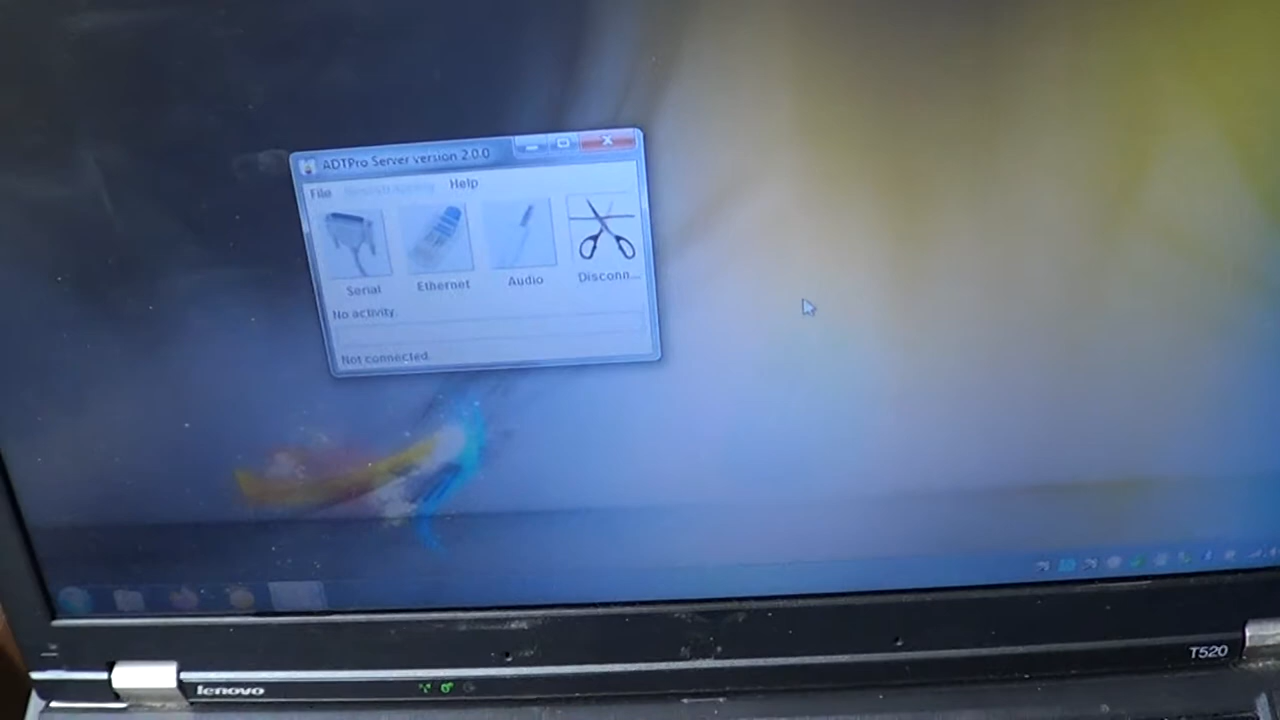 ADTPro Server version 2.0.0
File Help
Serial Ethernet Audio Disconn...
No activity.
Not connected.
T520
lenovo